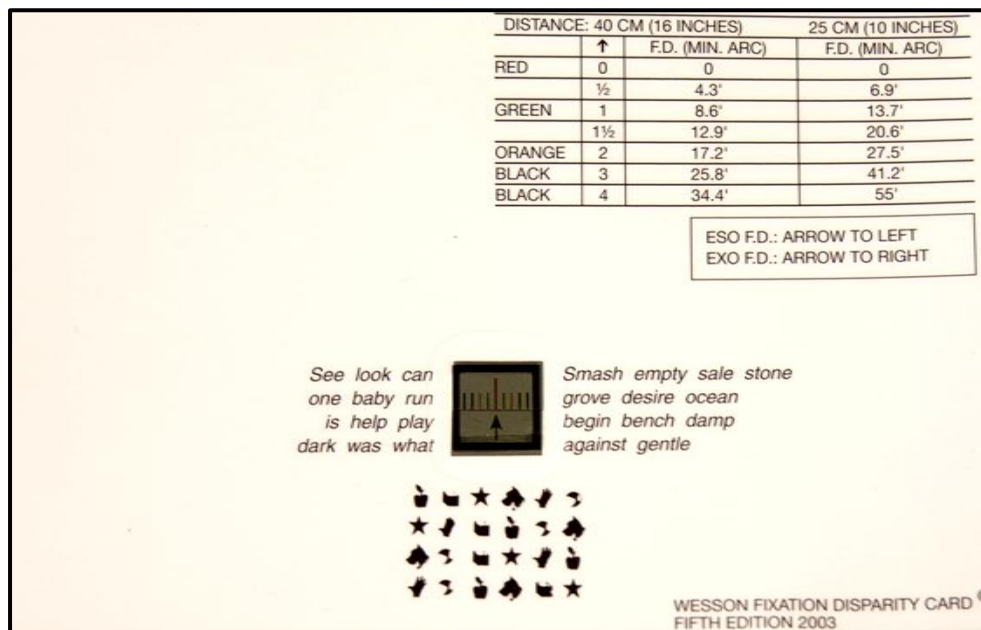 DISTANCE: 40 CM (16 INCHES) 25 CM (10 INCHES)
↑ F.D. (MIN. ARC) F.D. (MIN. ARC)
RED 0 0 0
½ 4.3' 6.9'
GREEN 1 8.6' 13.7'
1½ 12.9' 20.6'
ORANGE 2 17.2' 27.5'
BLACK 3 25.8' 41.2'
BLACK 4 34.4' 55'
ESO F.D.: ARROW TO LEFT
EXO F.D.: ARROW TO RIGHT
See look can
one baby run
is help play
dark was what
Smash empty sale stone
grove desire ocean
begin bench damp
against gentle
WESSON FIXATION DISPARITY CARD
FIFTH EDITION 2003